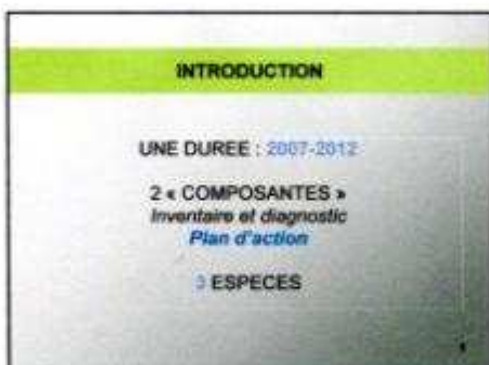 INTRODUCTION
UNE DUREE : 2007-2012
2 « COMPOSANTES »
Inventaire et diagnostic
Plan d'action
3 ESPECES